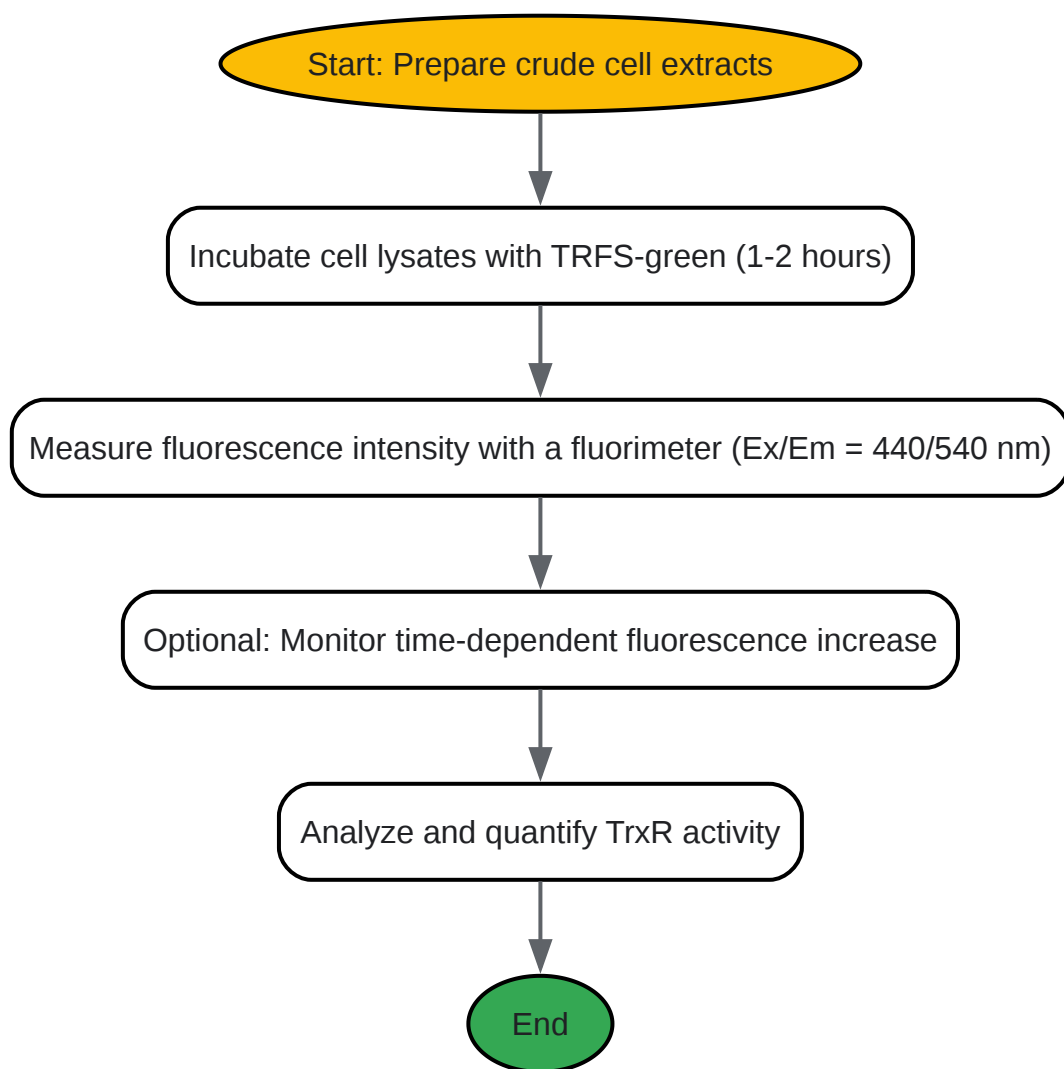 Start: Prepare crude cell extracts
Incubate cell lysates with TRFS-green (1-2 hours)
Measure fluorescence intensity with a fluorimeter (Ex/Em = 440/540 nm)
Optional: Monitor time-dependent fluorescence increase
Analyze and quantify TrxR activity
End